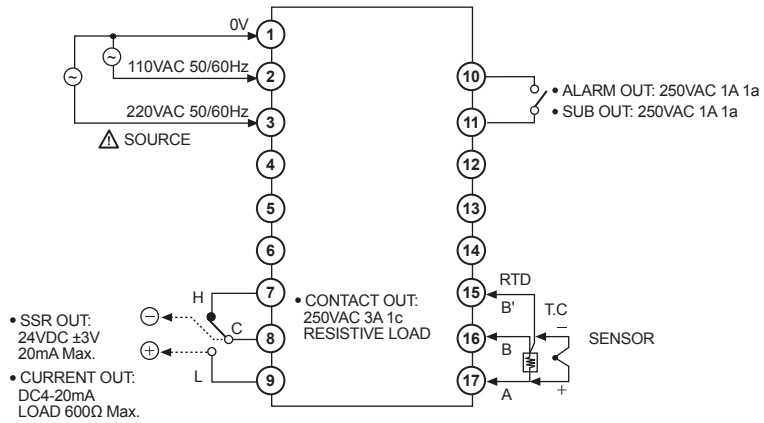 0V
1
~
110VAC 50/60Hz
2
~
220VAC 50/60Hz
3
⚠ SOURCE
4
5
6
7
H
8
C
9
L
• SSR OUT:
24VDC ±3V
20mA Max.
• CURRENT OUT:
DC4-20mA
LOAD 600Ω Max.
−
+
• CONTACT OUT:
250VAC 3A 1c
RESISTIVE LOAD
10
11
• ALARM OUT: 250VAC 1A 1a
• SUB OUT: 250VAC 1A 1a
12
13
14
15
RTD
B'
T.C
−
16
B
SENSOR
17
A
+